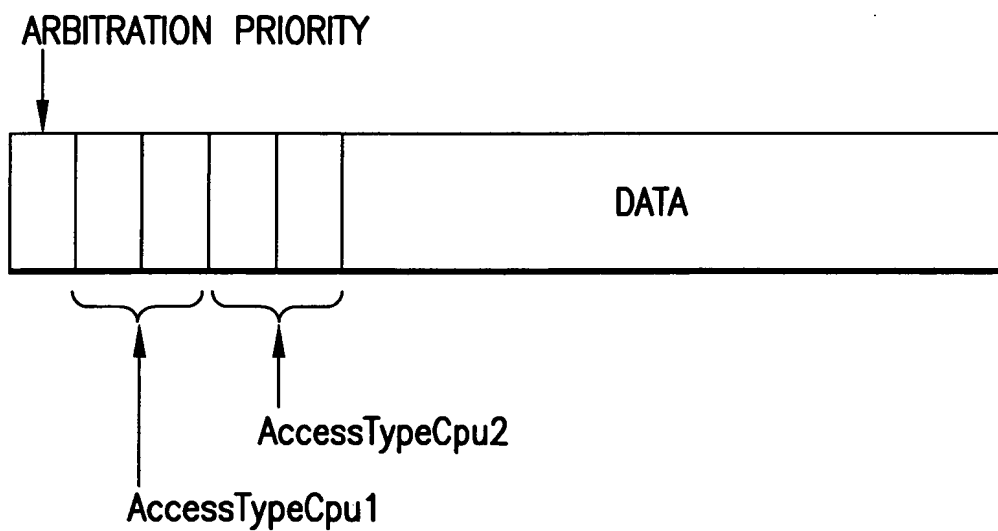 ARBITRATION PRIORITY
DATA
AccessTypeCpu2
AccessTypeCpu1